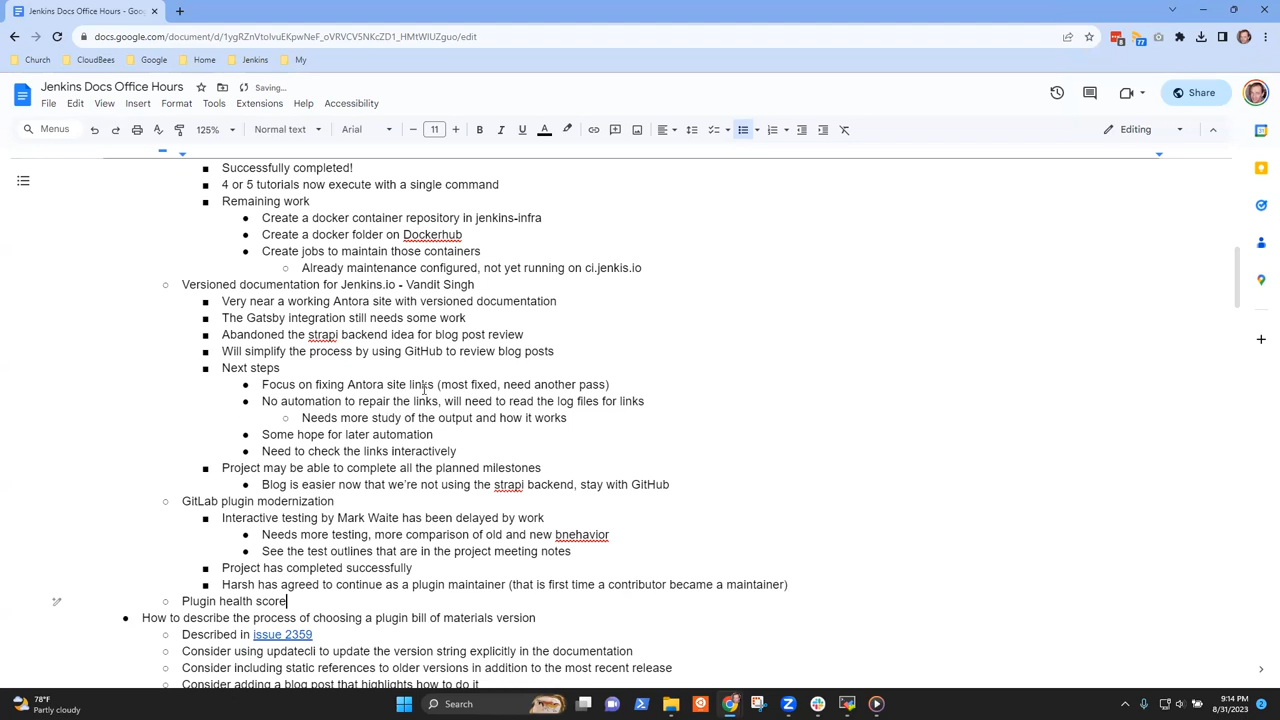 Jenkins Docs Office Hours - Goo
docs.google.com/document/d/1ygRZnVtoIvuEKpwNeF_oVRVCV5NKcZD1_HMtWlUZguo/edit
Church CloudBees Google Home Jenkins My
Jenkins Docs Office Hours Saving...
File Edit View Insert Format Tools Extensions Help Accessibility
Share
Menus 125% Normal text Arial 11 Editing
Successfully completed!
4 or 5 tutorials now execute with a single command
Remaining work
Create a docker container repository in jenkins-infra
Create a docker folder on Dockerhub
Create jobs to maintain those containers
Already maintenance configured, not yet running on ci.jenkis.io
Versioned documentation for Jenkins.io - Vandit Singh
Very near a working Antora site with versioned documentation
The Gatsby integration still needs some work
Abandoned the strapi backend idea for blog post review
Will simplify the process by using GitHub to review blog posts
Next steps
Focus on fixing Antora site links (most fixed, need another pass)
No automation to repair the links, will need to read the log files for links
Needs more study of the output and how it works
Some hope for later automation
Need to check the links interactively
Project may be able to complete all the planned milestones
Blog is easier now that we're not using the strapi backend, stay with GitHub
GitLab plugin modernization
Interactive testing by Mark Waite has been delayed by work
Needs more testing, more comparison of old and new bnehavior
See the test outlines that are in the project meeting notes
Project has completed successfully
Harsh has agreed to continue as a plugin maintainer (that is first time a contributor became a maintainer)
Plugin health score
How to describe the process of choosing a plugin bill of materials version
Described in issue 2359
Consider using updatecli to update the version string explicitly in the documentation
Consider including static references to older versions in addition to the most recent release
Consider adding a blog post that highlights how to do it
78°F
Partly cloudy
Search
9:14 PM
8/31/2023